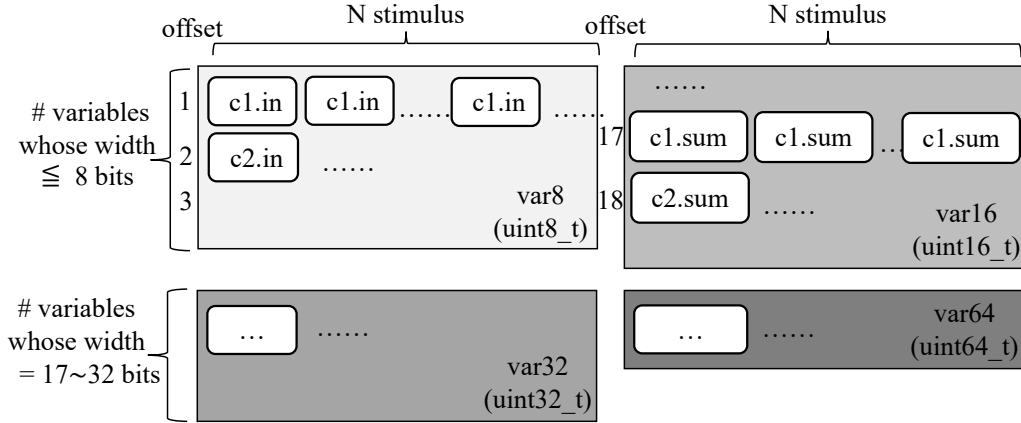 N stimulus
offset
# variables
whose width
≦ 8 bits
1
c1.in
c1.in
......
c1.in
......
2
c2.in
......
3
var8
(uint8_t)
N stimulus
offset
......
17
c1.sum
c1.sum
...
c1.sum
18
c2.sum
......
var16
(uint16_t)
# variables
whose width
= 17~32 bits
...
......
var32
(uint32_t)
...
......
var64
(uint64_t)